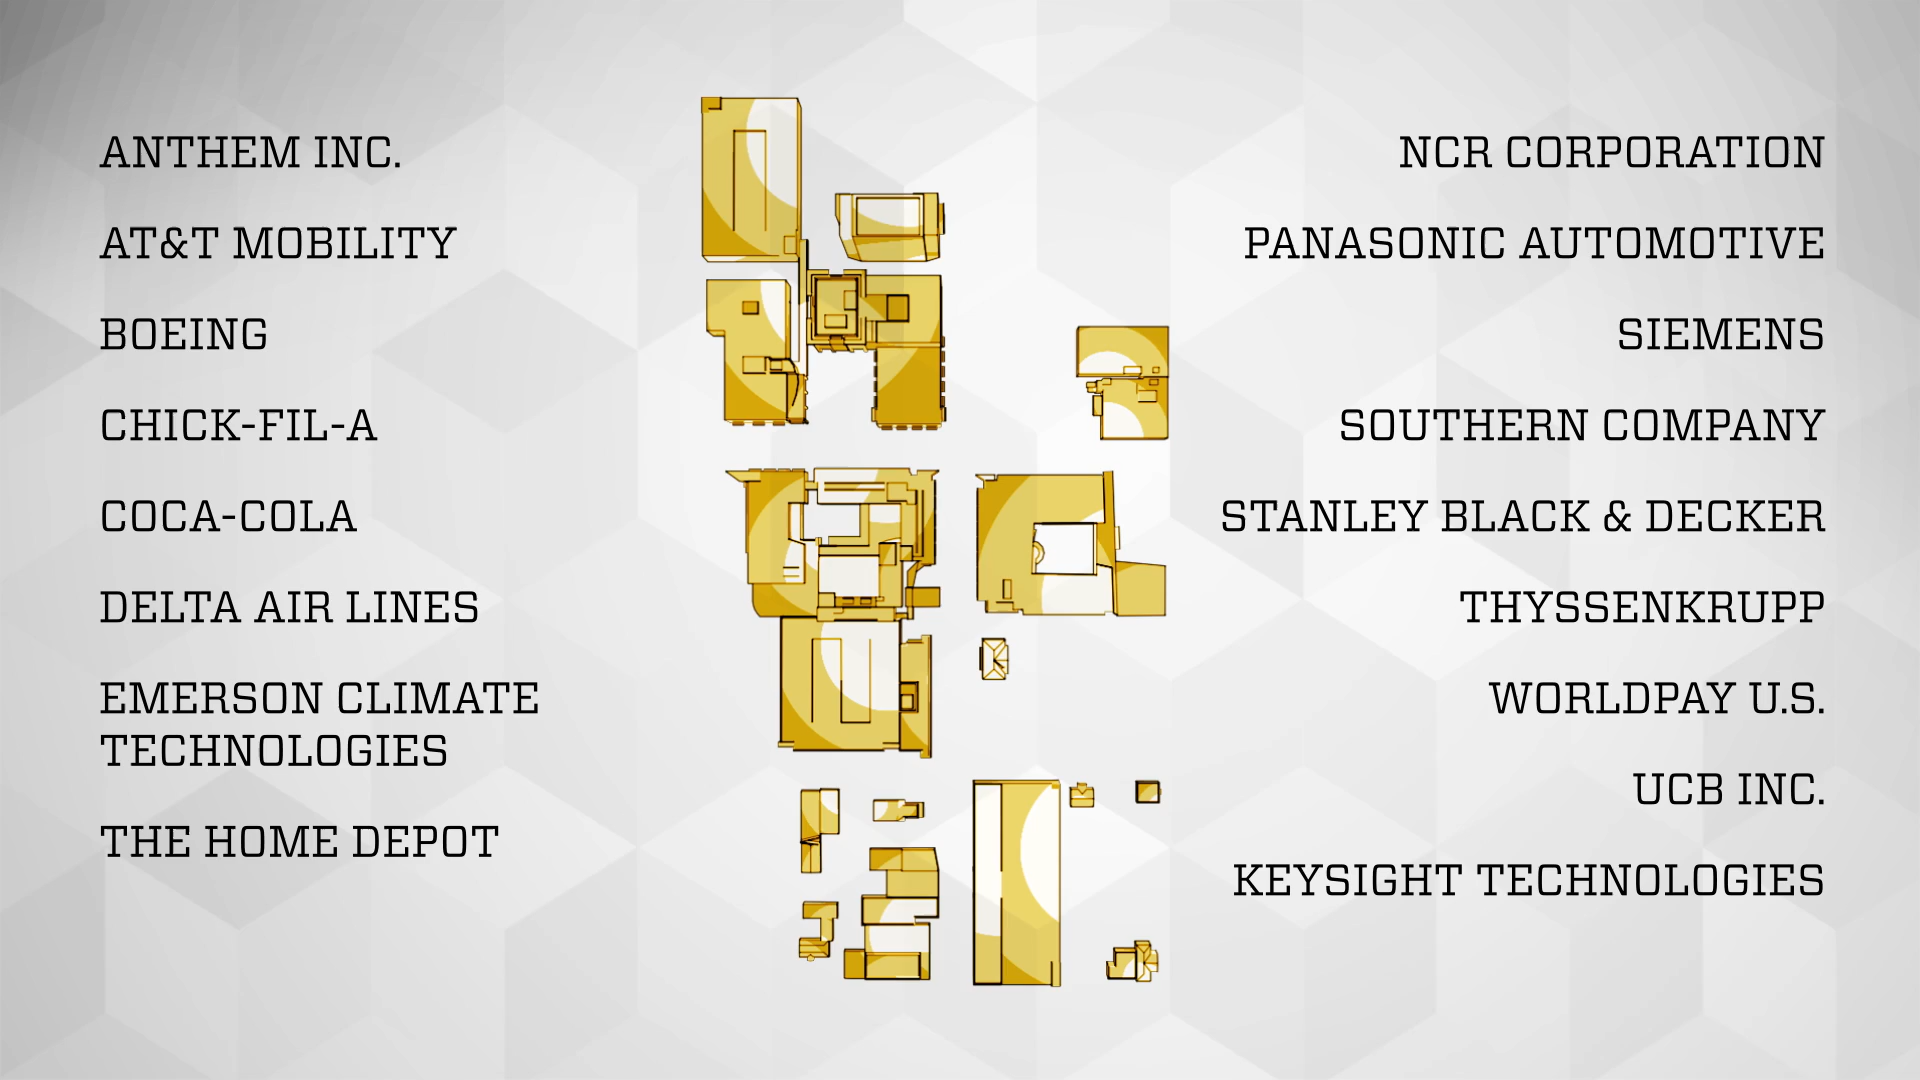 ANTHEM INC.
AT&T MOBILITY
BOEING
CHICK-FIL-A
COCA-COLA
DELTA AIR LINES
EMERSON CLIMATE
TECHNOLOGIES
THE HOME DEPOT
NCR CORPORATION
PANASONIC AUTOMOTIVE
SIEMENS
SOUTHERN COMPANY
STANLEY BLACK & DECKER
THYSSENKRUPP
WORLDPAY U.S.
UCB INC.
KEYSIGHT TECHNOLOGIES